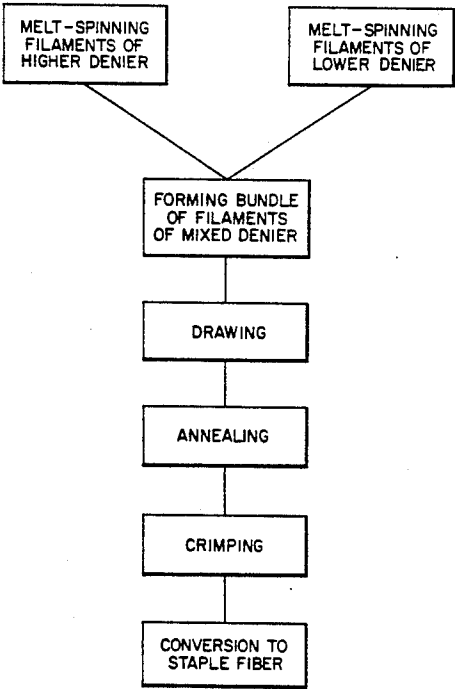 MELT-SPINNING
FILAMENTS OF
HIGHER DENIER
MELT-SPINNING
FILAMENTS OF
LOWER DENIER
FORMING BUNDLE
OF FILAMENTS
OF MIXED DENIER
DRAWING
ANNEALING
CRIMPING
CONVERSION TO
STAPLE FIBER